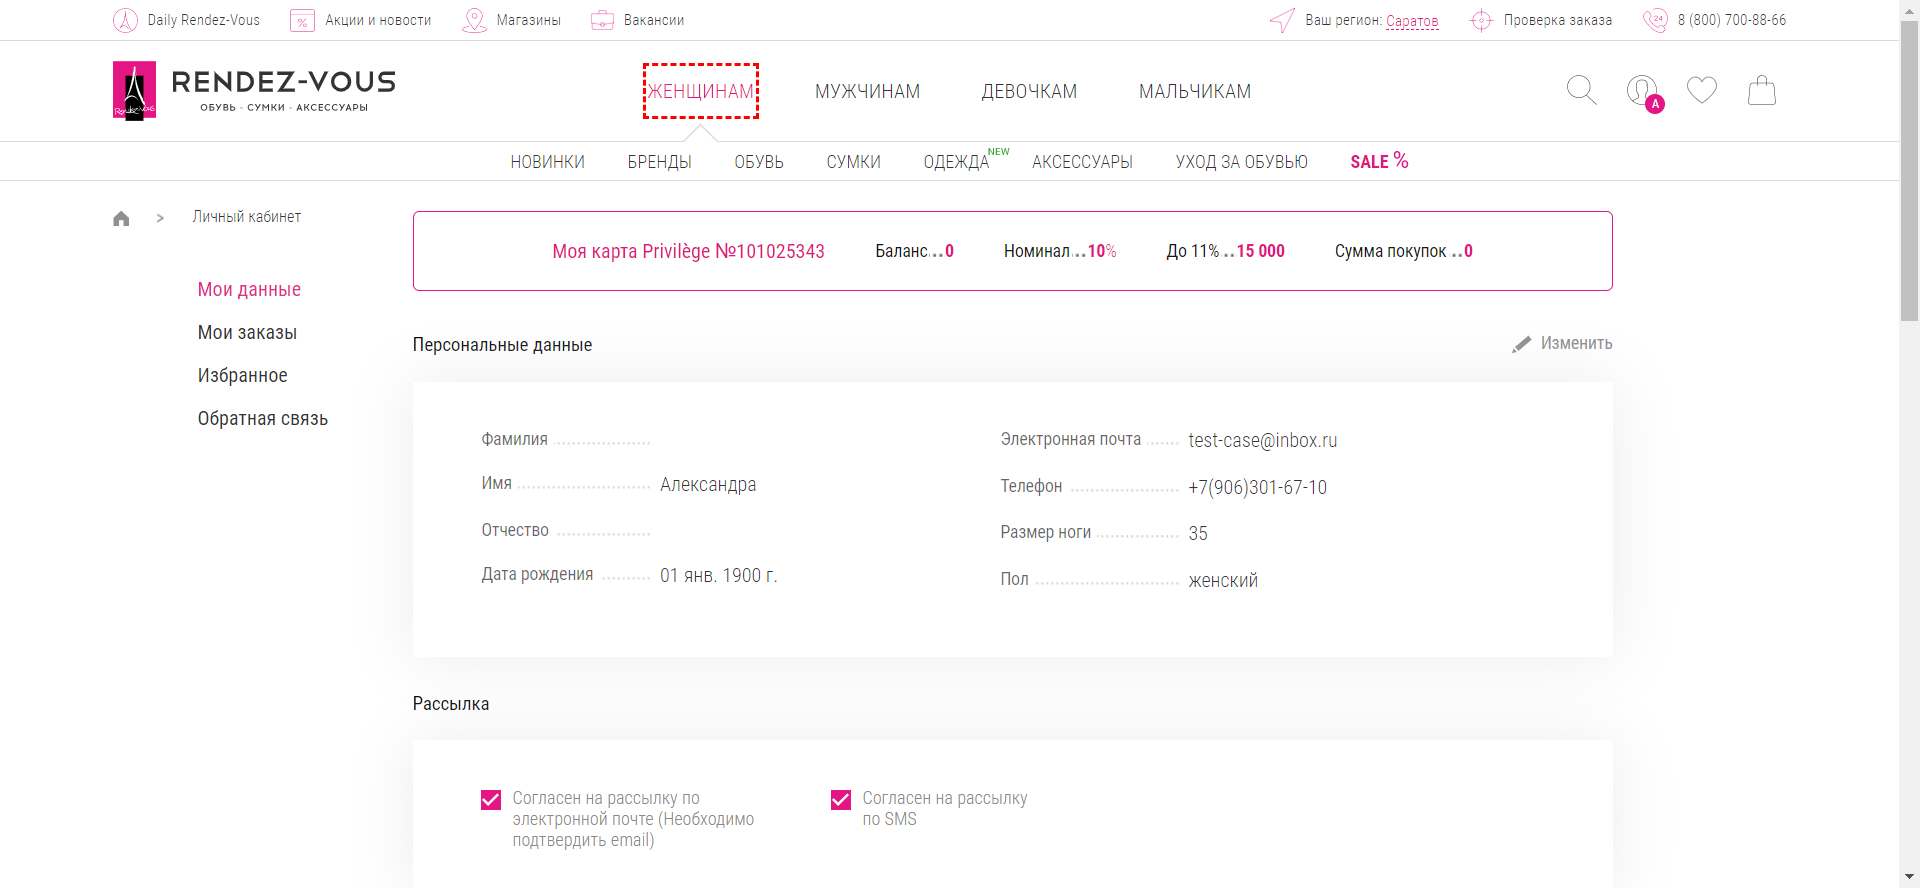 Daily Rendez-Vous
Акции и новости
Магазины
Вакансии
Ваш регион: Саратов
Проверка заказа
24
8 (800) 700-88-66
Rendez-Vous
RENDEZ-VOUS
ОБУВЬ - СУМКИ - АКСЕССУАРЫ
ЖЕНЩИНАМ
МУЖЧИНАМ
ДЕВОЧКАМ
МАЛЬЧИКАМ
А
НОВИНКИ
БРЕНДЫ
ОБУВЬ
СУМКИ
ОДЕЖДА NEW
АКСЕССУАРЫ
УХОД ЗА ОБУВЬЮ
SALE %
> Личный кабинет
Моя карта Privilège №101025343
Баланс..0
Номинал...10%
До 11%...15 000
Сумма покупок..0
Мои данные
Мои заказы
Избранное
Обратная связь
Персональные данные
Изменить
Фамилия
Имя Александра
Отчество
Дата рождения 01 янв. 1900 г.
Электронная почта test-case@inbox.ru
Телефон +7(906)301-67-10
Размер ноги 35
Пол женский
Рассылка
Согласен на рассылку по
электронной почте (Необходимо
подтвердить email)
Согласен на рассылку
по SMS